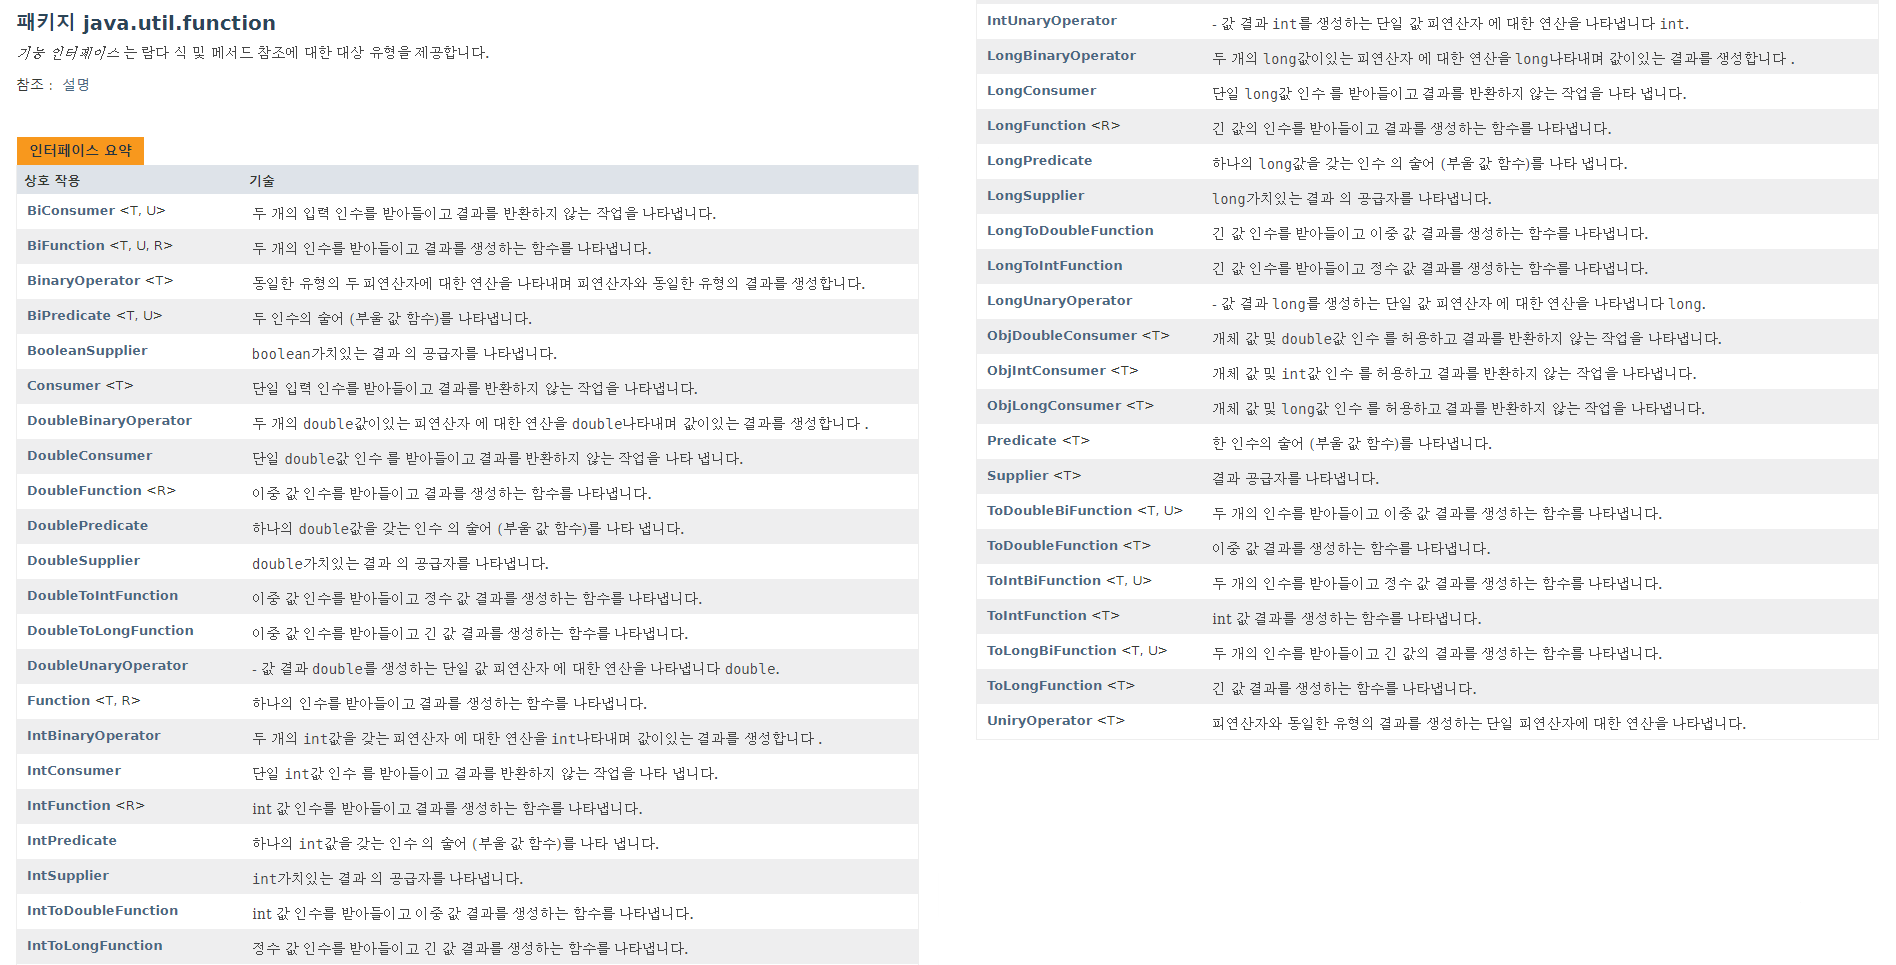 패키지 java.util.function
기능 인터페이스 는 람다 식 및 메서드 참조에 대한 대상 유형을 제공합니다.
참조 : 설명
인터페이스 요약
상호 작용 기술
BiConsumer <T, U> 두 개의 입력 인수를 받아들이고 결과를 반환하지 않는 작업을 나타냅니다.
BiFunction <T, U, R> 두 개의 인수를 받아들이고 결과를 생성하는 함수를 나타냅니다.
BinaryOperator <T> 동일한 유형의 두 피연산자에 대한 연산을 나타내며 피연산자와 동일한 유형의 결과를 생성합니다.
BiPredicate <T, U> 두 인수의 술어 (부울 값 함수)를 나타냅니다.
BooleanSupplier boolean가치있는 결과 의 공급자를 나타냅니다.
Consumer <T> 단일 입력 인수를 받아들이고 결과를 반환하지 않는 작업을 나타냅니다.
DoubleBinaryOperator 두 개의 double값이있는 피연산자 에 대한 연산을 double나타내며 값이있는 결과를 생성합니다 .
DoubleConsumer 단일 double값 인수 를 받아들이고 결과를 반환하지 않는 작업을 나타 냅니다.
DoubleFunction <R> 이중 값 인수를 받아들이고 결과를 생성하는 함수를 나타냅니다.
DoublePredicate 하나의 double값을 갖는 인수 의 술어 (부울 값 함수)를 나타 냅니다.
DoubleSupplier double가치있는 결과 의 공급자를 나타냅니다.
DoubleToIntFunction 이중 값 인수를 받아들이고 정수 값 결과를 생성하는 함수를 나타냅니다.
DoubleToLongFunction 이중 값 인수를 받아들이고 긴 값 결과를 생성하는 함수를 나타냅니다.
DoubleUnaryOperator - 값 결과 double를 생성하는 단일 값 피연산자 에 대한 연산을 나타냅니다 double.
Function <T, R> 하나의 인수를 받아들이고 결과를 생성하는 함수를 나타냅니다.
IntBinaryOperator 두 개의 int값을 갖는 피연산자 에 대한 연산을 int나타내며 값이있는 결과를 생성합니다 .
IntConsumer 단일 int값 인수 를 받아들이고 결과를 반환하지 않는 작업을 나타 냅니다.
IntFunction <R> int 값 인수를 받아들이고 결과를 생성하는 함수를 나타냅니다.
IntPredicate 하나의 int값을 갖는 인수 의 술어 (부울 값 함수)를 나타 냅니다.
IntSupplier int가치있는 결과 의 공급자를 나타냅니다.
IntToDoubleFunction int 값 인수를 받아들이고 이중 값 결과를 생성하는 함수를 나타냅니다.
IntToLongFunction 정수 값 인수를 받아들이고 긴 값 결과를 생성하는 함수를 나타냅니다.
IntUnaryOperator - 값 결과 int를 생성하는 단일 값 피연산자 에 대한 연산을 나타냅니다 int.
LongBinaryOperator 두 개의 long값이있는 피연산자 에 대한 연산을 long나타내며 값이있는 결과를 생성합니다 .
LongConsumer 단일 long값 인수 를 받아들이고 결과를 반환하지 않는 작업을 나타 냅니다.
LongFunction <R> 긴 값의 인수를 받아들이고 결과를 생성하는 함수를 나타냅니다.
LongPredicate 하나의 long값을 갖는 인수 의 술어 (부울 값 함수)를 나타 냅니다.
LongSupplier long가치있는 결과 의 공급자를 나타냅니다.
LongToDoubleFunction 긴 값 인수를 받아들이고 이중 값 결과를 생성하는 함수를 나타냅니다.
LongToIntFunction 긴 값 인수를 받아들이고 정수 값 결과를 생성하는 함수를 나타냅니다.
LongUnaryOperator - 값 결과 long를 생성하는 단일 값 피연산자 에 대한 연산을 나타냅니다 long.
ObjDoubleConsumer <T> 개체 값 및 double값 인수 를 허용하고 결과를 반환하지 않는 작업을 나타냅니다.
ObjIntConsumer <T> 개체 값 및 int값 인수 를 허용하고 결과를 반환하지 않는 작업을 나타냅니다.
ObjLongConsumer <T> 개체 값 및 long값 인수 를 허용하고 결과를 반환하지 않는 작업을 나타냅니다.
Predicate <T> 한 인수의 술어 (부울 값 함수)를 나타냅니다.
Supplier <T> 결과 공급자를 나타냅니다.
ToDoubleBiFunction <T, U> 두 개의 인수를 받아들이고 이중 값 결과를 생성하는 함수를 나타냅니다.
ToDoubleFunction <T> 이중 값 결과를 생성하는 함수를 나타냅니다.
ToIntBiFunction <T, U> 두 개의 인수를 받아들이고 정수 값 결과를 생성하는 함수를 나타냅니다.
ToIntFunction <T> int 값 결과를 생성하는 함수를 나타냅니다.
ToLongBiFunction <T, U> 두 개의 인수를 받아들이고 긴 값의 결과를 생성하는 함수를 나타냅니다.
ToLongFunction <T> 긴 값 결과를 생성하는 함수를 나타냅니다.
UniryOperator <T> 피연산자와 동일한 유형의 결과를 생성하는 단일 피연산자에 대한 연산을 나타냅니다.